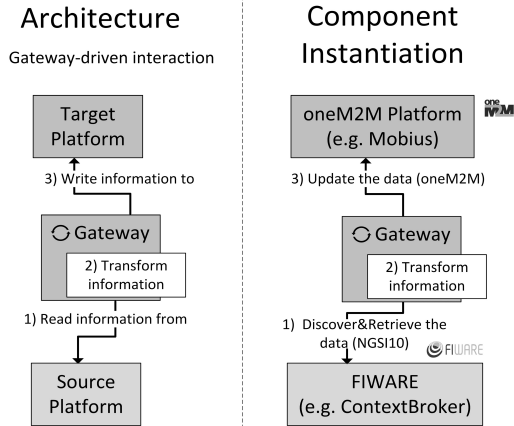 Architecture
Gateway-driven interaction
Target
Platform
3) Write information to
Gateway
2) Transform
information
1) Read information from
Source
Platform
Component
Instantiation
oneM2M Platform
(e.g. Mobius)
one
M2M
3) Update the data (oneM2M)
Gateway
2) Transform
information
1) Discover&Retrieve the
data (NGSI10)
FIWARE
FIWARE
(e.g. ContextBroker)